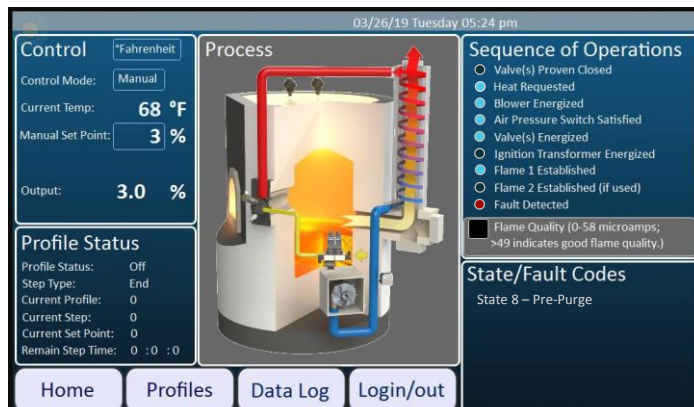 03/26/19 Tuesday 05:24 pm
Control
°Fahrenheit
Control Mode: Manual
Current Temp: 68 °F
Manual Set Point: 3 %
Output: 3.0 %
Profile Status
Profile Status: Off
Step Type: End
Current Profile: 0
Current Step: 0
Current Set Point: 0
Remain Step Time: 0 : 0 : 0
Process
Sequence of Operations
Valve(s) Proven Closed
Heat Requested
Blower Energized
Air Pressure Switch Satisfied
Valve(s) Energized
Ignition Transformer Energized
Flame 1 Established
Flame 2 Established (if used)
Fault Detected
Flame Quality (0-58 microamps;
>49 indicates good flame quality.)
State/Fault Codes
State 8 – Pre-Purge
Home
Profiles
Data Log
Login/out